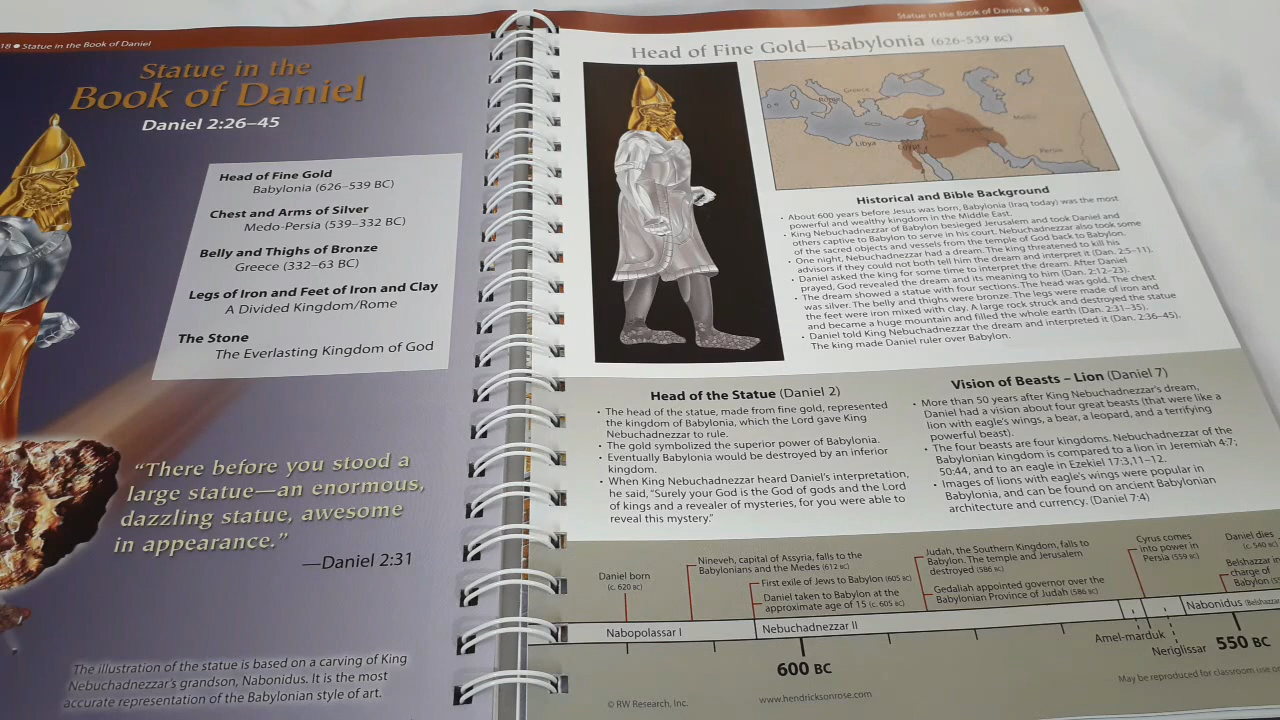 18 ● Statue in the Book of Daniel
Statue in the
Book of Daniel
Daniel 2:26–45
Head of Fine Gold
Babylonia (626–539 BC)
Chest and Arms of Silver
Medo-Persia (539–332 BC)
Belly and Thighs of Bronze
Greece (332–63 BC)
Legs of Iron and Feet of Iron and Clay
A Divided Kingdom/Rome
The Stone
The Everlasting Kingdom of God
“There before you stood a
large statue—an enormous,
dazzling statue, awesome
in appearance.”
—Daniel 2:31
The illustration of the statue is based on a carving of King
Nebuchadnezzar's grandson, Nabonidus. It is the most
accurate representation of the Babylonian style of art.
Statue in the Book of Daniel ● 119
Head of Fine Gold—Babylonia (626-539 BC)
Rome
Greece
Libya
Egypt
Babylonia
Media
Persia
Historical and Bible Background
• About 600 years before Jesus was born, Babylonia (Iraq today) was the most
powerful and wealthy kingdom in the Middle East.
• King Nebuchadnezzar of Babylon besieged Jerusalem and took Daniel and
others captive to Babylon to serve in his court. Nebuchadnezzar also took some
of the sacred objects and vessels from the temple of God back to Babylon.
• One night, Nebuchadnezzar had a dream. The king threatened to kill his
advisors if they could not both tell him the dream and interpret it (Dan. 2:5–11).
• Daniel asked the king for some time to interpret the dream. After Daniel
prayed, God revealed the dream and its meaning to him (Dan. 2:12–23).
• The dream showed a statue with four sections. The head was gold. The chest
was silver. The belly and thighs were bronze. The legs were made of iron and
the feet were iron mixed with clay. A large rock struck and destroyed the statue
and became a huge mountain and filled the whole earth (Dan. 2:31–35).
• Daniel told King Nebuchadnezzar the dream and interpreted it (Dan. 2:36–45).
The king made Daniel ruler over Babylon.
Head of the Statue (Daniel 2)
• The head of the statue, made from fine gold, represented
the kingdom of Babylonia, which the Lord gave King
Nebuchadnezzar to rule.
• The gold symbolized the superior power of Babylonia.
• Eventually Babylonia would be destroyed by an inferior
kingdom.
• When King Nebuchadnezzar heard Daniel's interpretation,
he said, “Surely your God is the God of gods and the Lord
of kings and a revealer of mysteries, for you were able to
reveal this mystery.”
Vision of Beasts – Lion (Daniel 7)
• More than 50 years after King Nebuchadnezzar's dream,
Daniel had a vision about four great beasts (that were like a
lion with eagle's wings, a bear, a leopard, and a terrifying
powerful beast).
• The four beasts are four kingdoms. Nebuchadnezzar of the
Babylonian kingdom is compared to a lion in Jeremiah 4:7;
50:44, and to an eagle in Ezekiel 17:3,11–12.
• Images of lions with eagle's wings were popular in
Babylonia, and can be found on ancient Babylonian
architecture and currency. (Daniel 7:4)
Daniel born
(c. 620 BC)
Nineveh, capital of Assyria, falls to the
Babylonians and the Medes (612 BC)
First exile of Jews to Babylon (605 BC)
Daniel taken to Babylon at the
approximate age of 15 (c. 605 BC)
Judah, the Southern Kingdom, falls to
Babylon. The temple and Jerusalem
destroyed (586 BC)
Gedaliah appointed governor over the
Babylonian Province of Judah (586 BC)
Cyrus comes
into power in
Persia (559 BC)
Daniel dies
(c. 540 BC)
Belshazzar in
charge of
Babylon (5
Nabopolassar I
Nebuchadnezzar II
Nabonidus (Belshazzar
Amel-marduk
Neriglissar
600 BC
550 BC
© RW Research, Inc.
www.hendricksonrose.com
May be reproduced for classroom use o